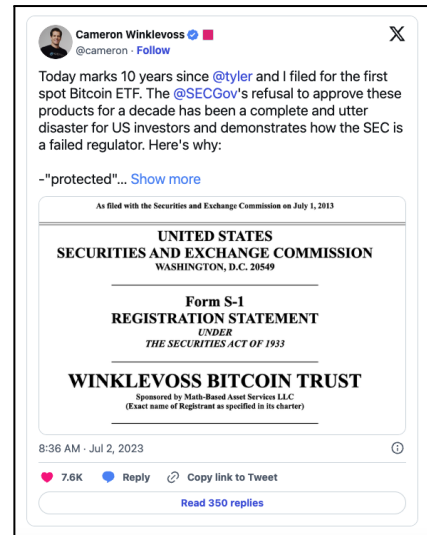 Cameron Winklevoss
@cameron · Follow
Today marks 10 years since @tyler and I filed for the first
spot Bitcoin ETF. The @SECGov's refusal to approve these
products for a decade has been a complete and utter
disaster for US investors and demonstrates how the SEC is
a failed regulator. Here's why:
-"protected"... Show more
As filed with the Securities and Exchange Commission on July 1, 2013
UNITED STATES
SECURITIES AND EXCHANGE COMMISSION
WASHINGTON, D.C. 20549
Form S-1
REGISTRATION STATEMENT
UNDER
THE SECURITIES ACT OF 1933
WINKLEVOSS BITCOIN TRUST
Sponsored by Math-Based Asset Services LLC
(Exact name of Registrant as specified in its charter)
8:36 AM · Jul 2, 2023
7.6K Reply Copy link to Tweet
Read 350 replies